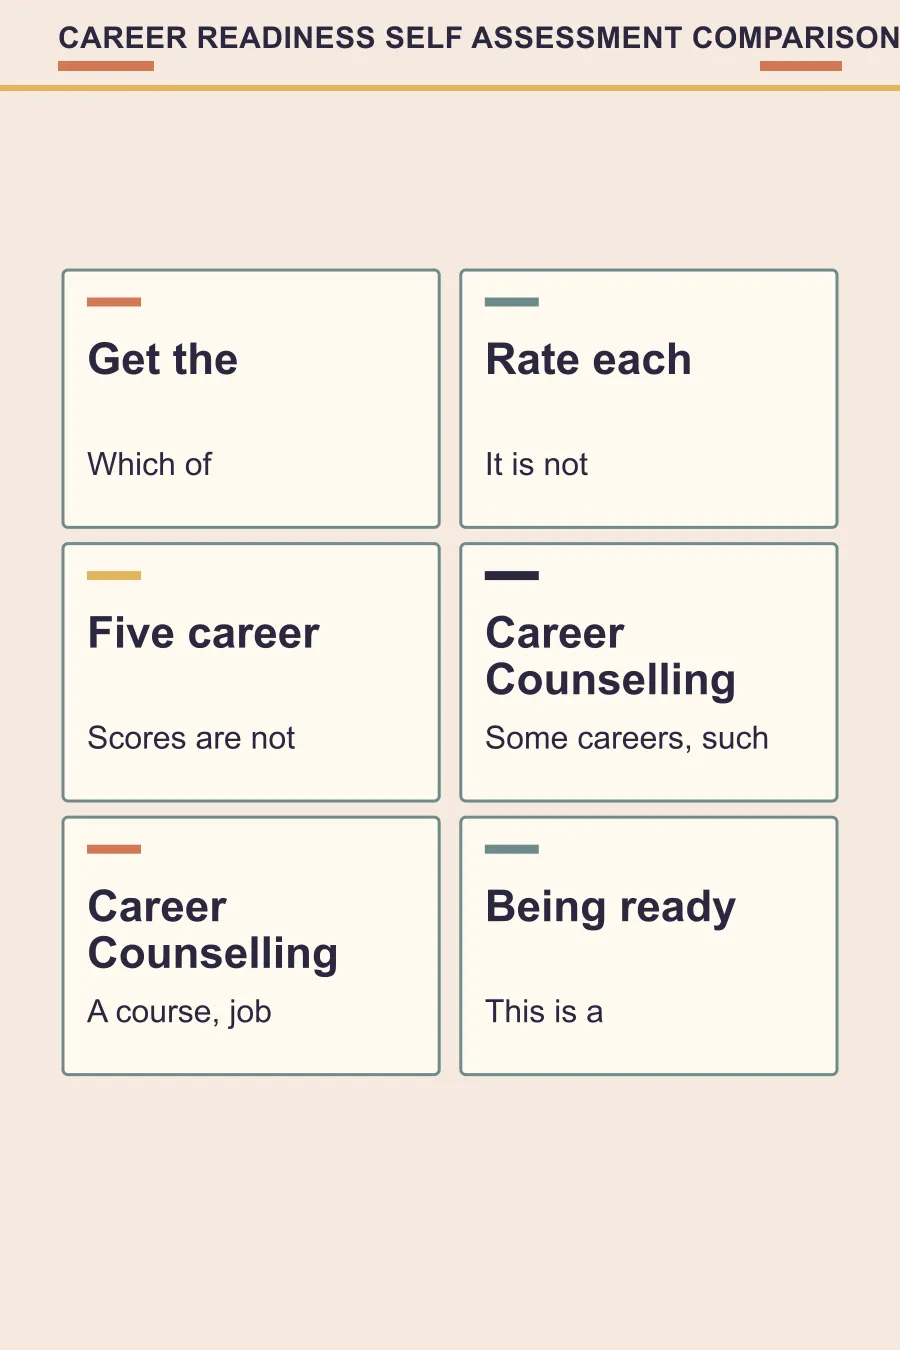 CAREER READINESS SELF ASSESSMENT COMPARISON
Get the
Which of
Rate each
It is not
Five career
Scores are not
Career
Counselling
Some careers, such
Career
Counselling
A course, job
Being ready
This is a